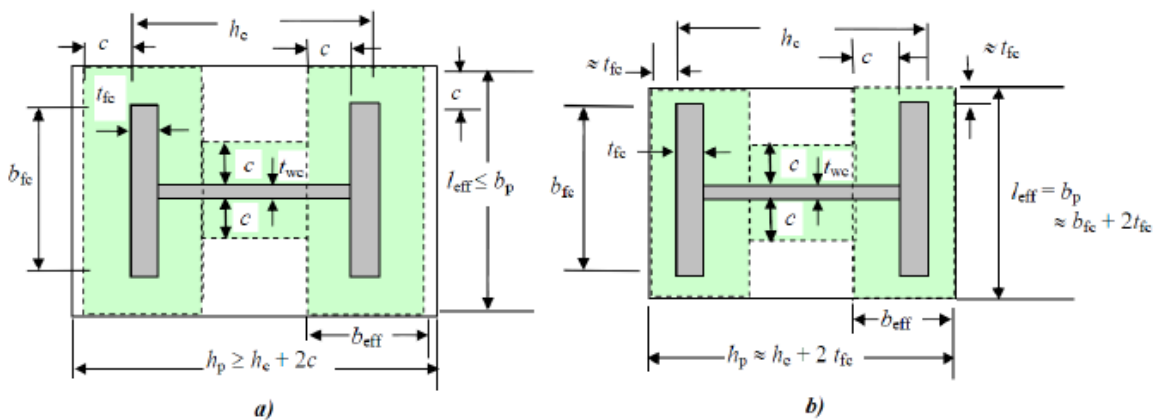 h_c
c
c
t_fc
c
b_fc
c
t_wc
l_eff ≤ b_p
c
b_eff
h_p ≥ h_c + 2c
a)
h_c
≈ t_fc
c
≈ t_fc
t_fc
c
t_wc
b_fc
l_eff = b_p
≈ b_fc + 2t_fc
c
b_eff
h_p ≈ h_c + 2 t_fc
b)